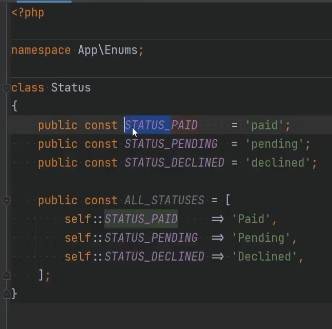 <?php
namespace App\Enums;
class Status
{
    public const STATUS_PAID     = 'paid';
    public const STATUS_PENDING  = 'pending';
    public const STATUS_DECLINED = 'declined';
    public const ALL_STATUSES = [
        self::STATUS_PAID     => 'Paid',
        self::STATUS_PENDING  => 'Pending',
        self::STATUS_DECLINED => 'Declined',
    ];
}